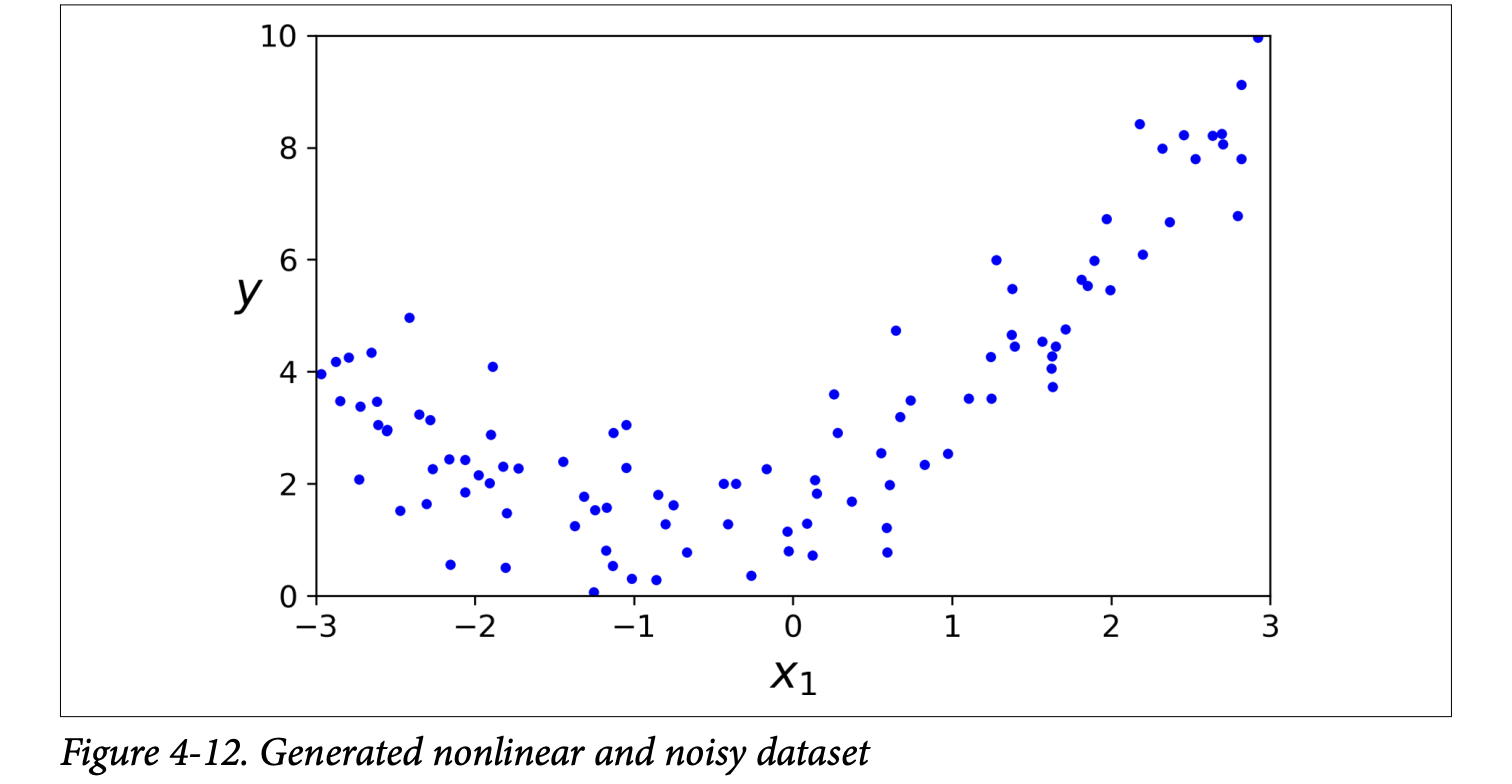 10
8
6
4
2
0
y
−3 −2 −1 0 1 2 3
x₁
Figure 4-12. Generated nonlinear and noisy dataset